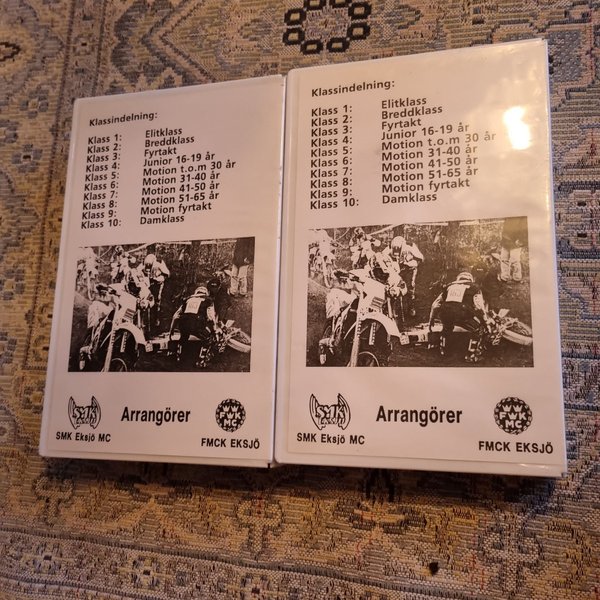 Klassindelning:
Klass 1: Elitklass
Klass 2: Breddklass
Klass 3: Fyrtakt
Klass 4: Junior 16-19 år
Klass 5: Motion t.o.m 30 år
Klass 6: Motion 31-40 år
Klass 7: Motion 41-50 år
Klass 8: Motion 51-65 år
Klass 9: Motion fyrtakt
Klass 10: Damklass
SMK
Arrangörer
FMCK
SMK Eksjö MC
FMCK EKSJÖ
Klassindelning:
Klass 1: Elitklass
Klass 2: Breddklass
Klass 3: Fyrtakt
Klass 4: Junior 16-19 år
Klass 5: Motion t.o.m 30 år
Klass 6: Motion 31-40 år
Klass 7: Motion 41-50 år
Klass 8: Motion 51-65 år
Klass 9: Motion fyrtakt
Klass 10: Damklass
SMK
Arrangörer
FMCK
SMK Eksjö MC
FMCK EKSJÖ